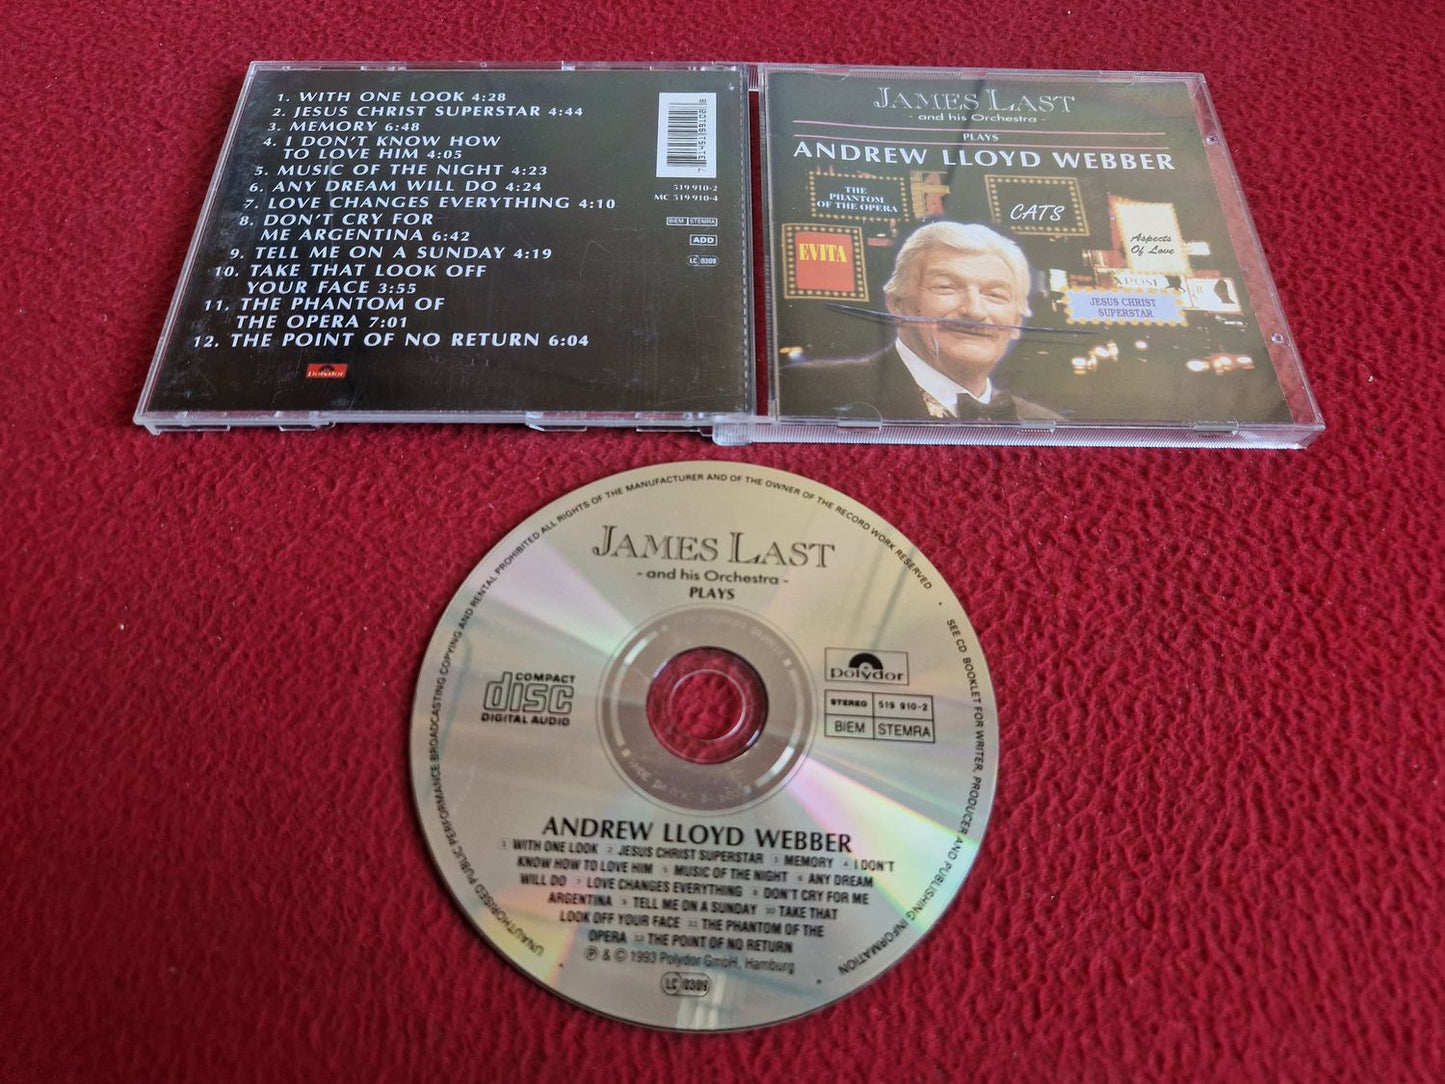 1. WITH ONE LOOK 4:28
2. JESUS CHRIST SUPERSTAR 4:44
3. MEMORY 6:48
4. I DON'T KNOW HOW
TO LOVE HIM 4:05
5. MUSIC OF THE NIGHT 4:23
6. ANY DREAM WILL DO 4:24
7. LOVE CHANGES EVERYTHING 4:10
8. DON'T CRY FOR
ME ARGENTINA 6:42
9. TELL ME ON A SUNDAY 4:19
10. TAKE THAT LOOK OFF
YOUR FACE 3:55
11. THE PHANTOM OF
THE OPERA 7:01
12. THE POINT OF NO RETURN 6:04
polydor
7 31451 99102 8
519 910-2
MC 519 910-4
BIEM STEMRA
ADD
LC 0309
JAMES LAST
- and his Orchestra -
PLAYS
ANDREW LLOYD WEBBER
THE
PHANTOM
OF THE OPERA
CATS
EVITA
Aspects
Of Love
JESUS CHRIST
SUPERSTAR
UNAUTHORISED PUBLIC PERFORMANCE BROADCASTING COPYING AND RENTAL PROHIBITED ALL RIGHTS OF THE MANUFACTURER AND OF THE OWNER OF THE RECORD WORK RESERVED
SEE CD BOOKLET FOR WRITER, PRODUCER AND PUBLISHING INFORMATION
JAMES LAST
- and his Orchestra -
PLAYS
COMPACT
disc
DIGITAL AUDIO
polydor
STEREO 519 910-2
BIEM STEMRA
ANDREW LLOYD WEBBER
1 WITH ONE LOOK 2 JESUS CHRIST SUPERSTAR 3 MEMORY 4 I DON'T
KNOW HOW TO LOVE HIM 5 MUSIC OF THE NIGHT 6 ANY DREAM
WILL DO 7 LOVE CHANGES EVERYTHING 8 DON'T CRY FOR ME
ARGENTINA 9 TELL ME ON A SUNDAY 10 TAKE THAT
LOOK OFF YOUR FACE 11 THE PHANTOM OF THE
OPERA 12 THE POINT OF NO RETURN
℗ & © 1993 Polydor GmbH, Hamburg
LC 0309